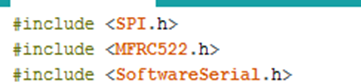 #include <SPI.h>
#include <MFRC522.h>
#include <SoftwareSerial.h>